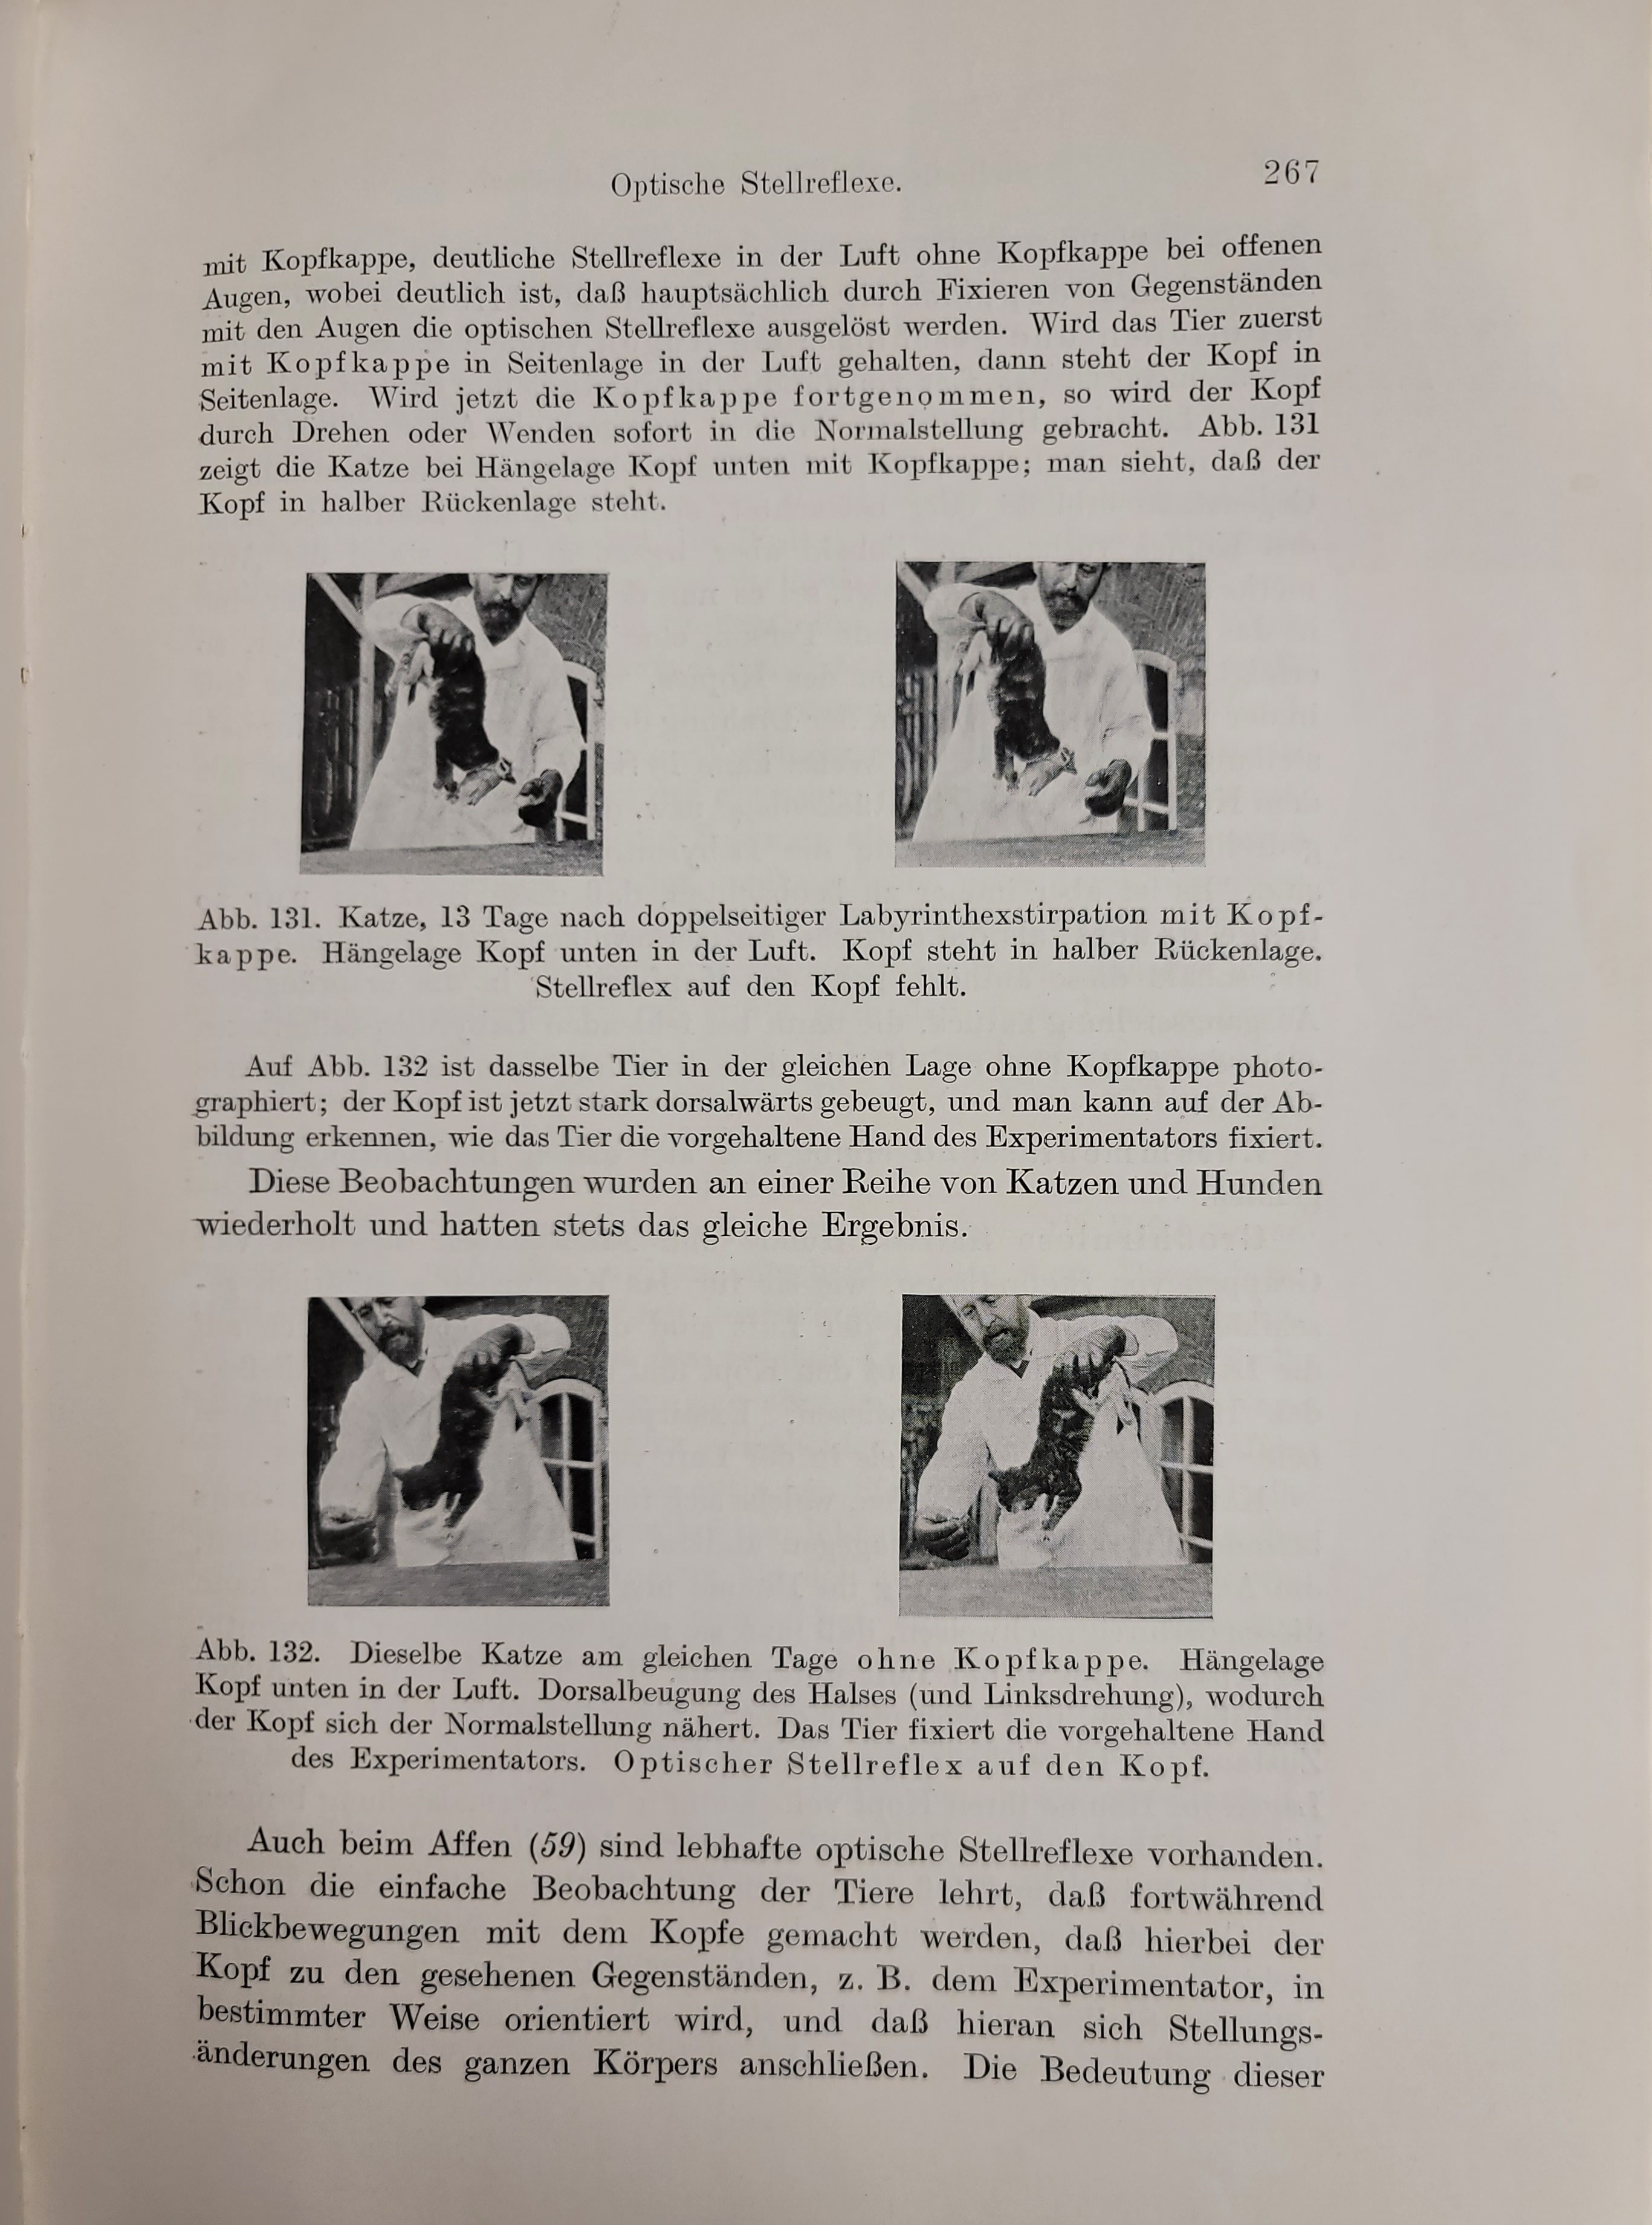 Optische Stellreflexe.
267
mit Kopfkappe, deutliche Stellreflexe in der Luft ohne Kopfkappe bei offenen
Augen, wobei deutlich ist, daß hauptsächlich durch Fixieren von Gegenständen
mit den Augen die optischen Stellreflexe ausgelöst werden. Wird das Tier zuerst
mit Kopfkappe in Seitenlage in der Luft gehalten, dann steht der Kopf in
Seitenlage. Wird jetzt die Kopfkappe fortgenommen, so wird der Kopf
durch Drehen oder Wenden sofort in die Normalstellung gebracht. Abb. 131
zeigt die Katze bei Hängelage Kopf unten mit Kopfkappe; man sieht, daß der
Kopf in halber Rückenlage steht.
Abb. 131. Katze, 13 Tage nach doppelseitiger Labyrinthexstirpation mit Kopf-
kappe. Hängelage Kopf unten in der Luft. Kopf steht in halber Rückenlage.
Stellreflex auf den Kopf fehlt.
Auf Abb. 132 ist dasselbe Tier in der gleichen Lage ohne Kopfkappe photo-
graphiert; der Kopf ist jetzt stark dorsalwärts gebeugt, und man kann auf der Ab-
bildung erkennen, wie das Tier die vorgehaltene Hand des Experimentators fixiert.
Diese Beobachtungen wurden an einer Reihe von Katzen und Hunden
wiederholt und hatten stets das gleiche Ergebnis.
Abb. 132. Dieselbe Katze am gleichen Tage ohne Kopfkappe. Hängelage
Kopf unten in der Luft. Dorsalbeugung des Halses (und Linksdrehung), wodurch
der Kopf sich der Normalstellung nähert. Das Tier fixiert die vorgehaltene Hand
des Experimentators. Optischer Stellreflex auf den Kopf.
Auch beim Affen (59) sind lebhafte optische Stellreflexe vorhanden.
Schon die einfache Beobachtung der Tiere lehrt, daß fortwährend
Blickbewegungen mit dem Kopfe gemacht werden, daß hierbei der
Kopf zu den gesehenen Gegenständen, z. B. dem Experimentator, in
bestimmter Weise orientiert wird, und daß hieran sich Stellungs-
änderungen des ganzen Körpers anschließen. Die Bedeutung dieser